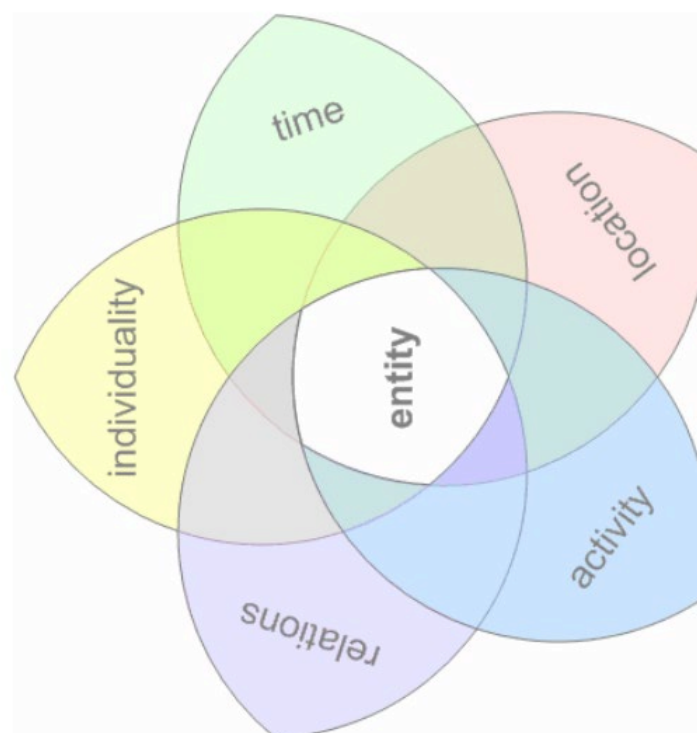 time
location
individuality
entity
activity
relations